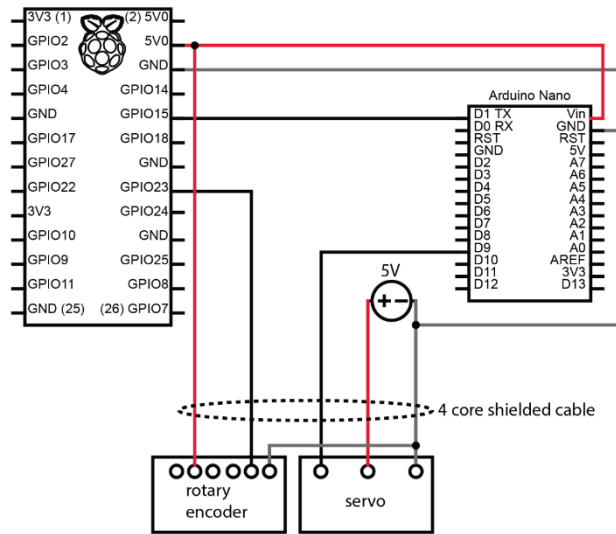 3V3 (1) (2) 5V0
GPIO2 5V0
GPIO3 GND
GPIO4 GPIO14
GND GPIO15
GPIO17 GPIO18
GPIO27 GND
GPIO22 GPIO23
3V3 GPIO24
GPIO10 GND
GPIO9 GPIO25
GPIO11 GPIO8
GND (25) (26) GPIO7
Arduino Nano
D1 TX Vin
D0 RX GND
RST RST
GND 5V
D2 A7
D3 A6
D4 A5
D5 A4
D6 A3
D7 A2
D8 A1
D9 A0
D10 AREF
D11 3V3
D12 D13
5V
+ −
4 core shielded cable
rotary
encoder
servo